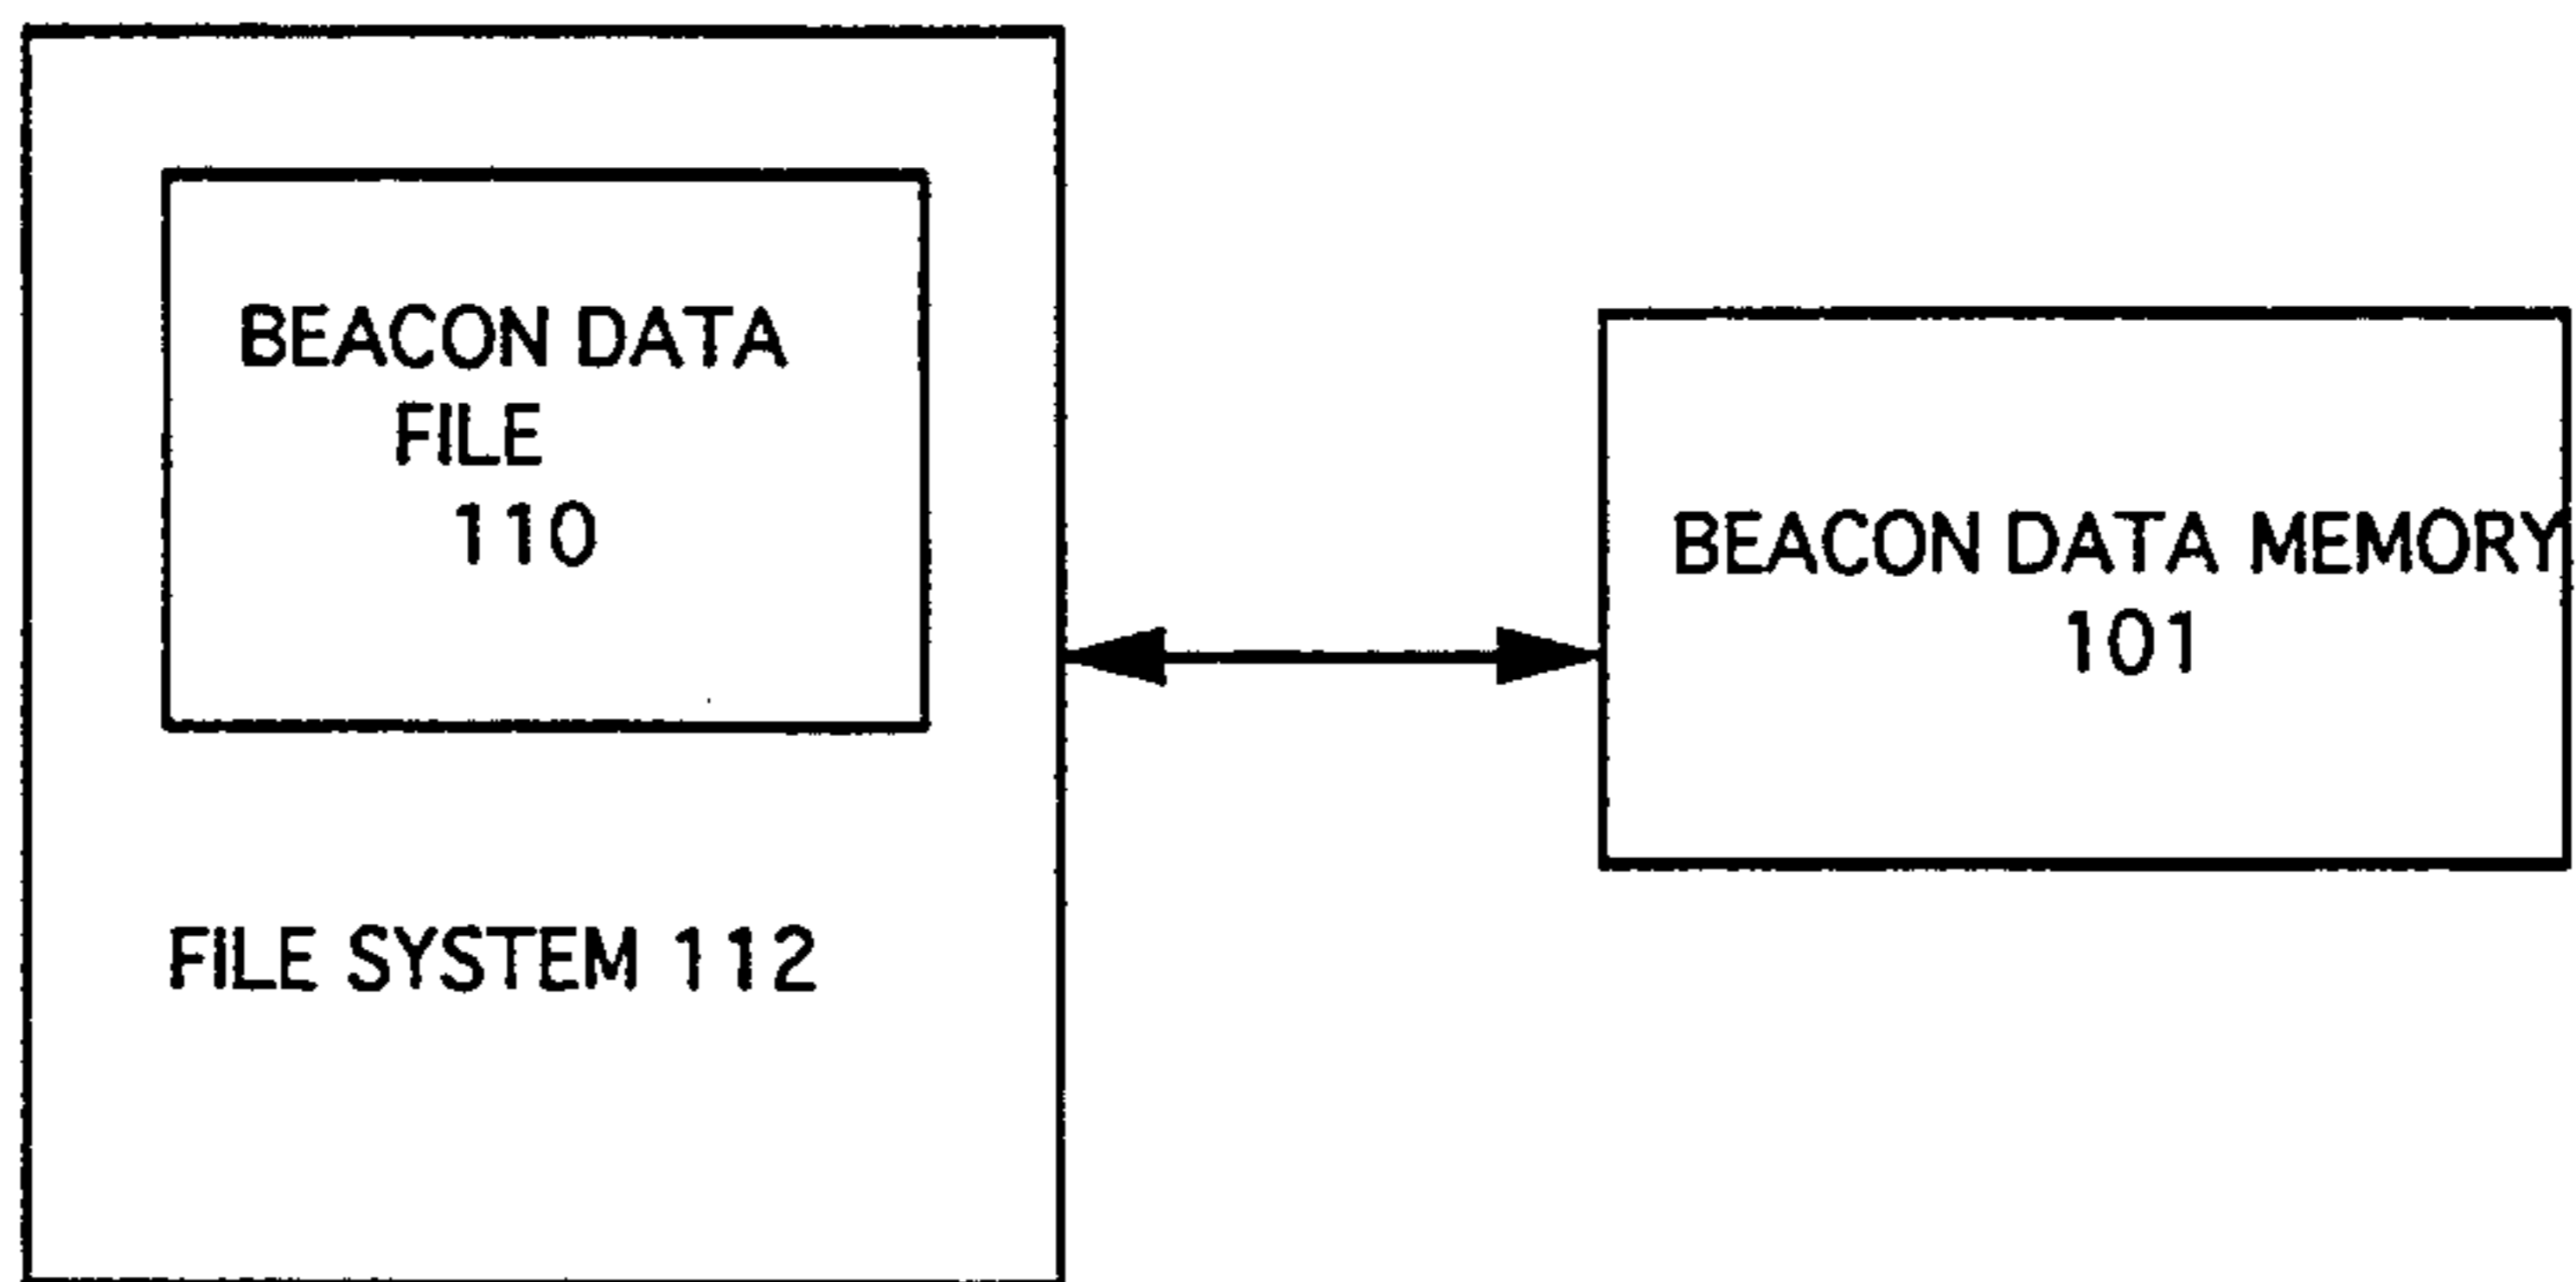 BEACON DATA
FILE
110
FILE SYSTEM 112
BEACON DATA MEMORY
101